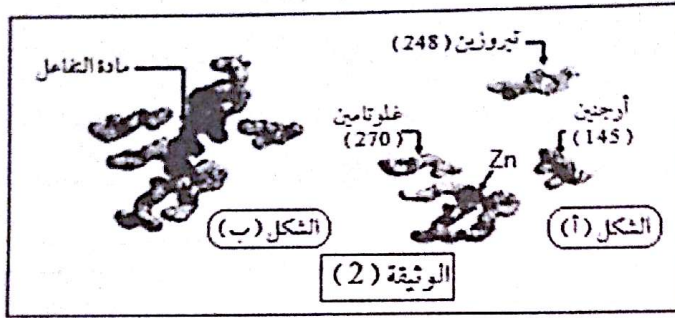 تيروزين (248)
مادة التفاعل
غلوتامين
(270)
أرجنين
(145)
Zn
الشكل (ب)
الشكل (أ)
الوثيقة (2)